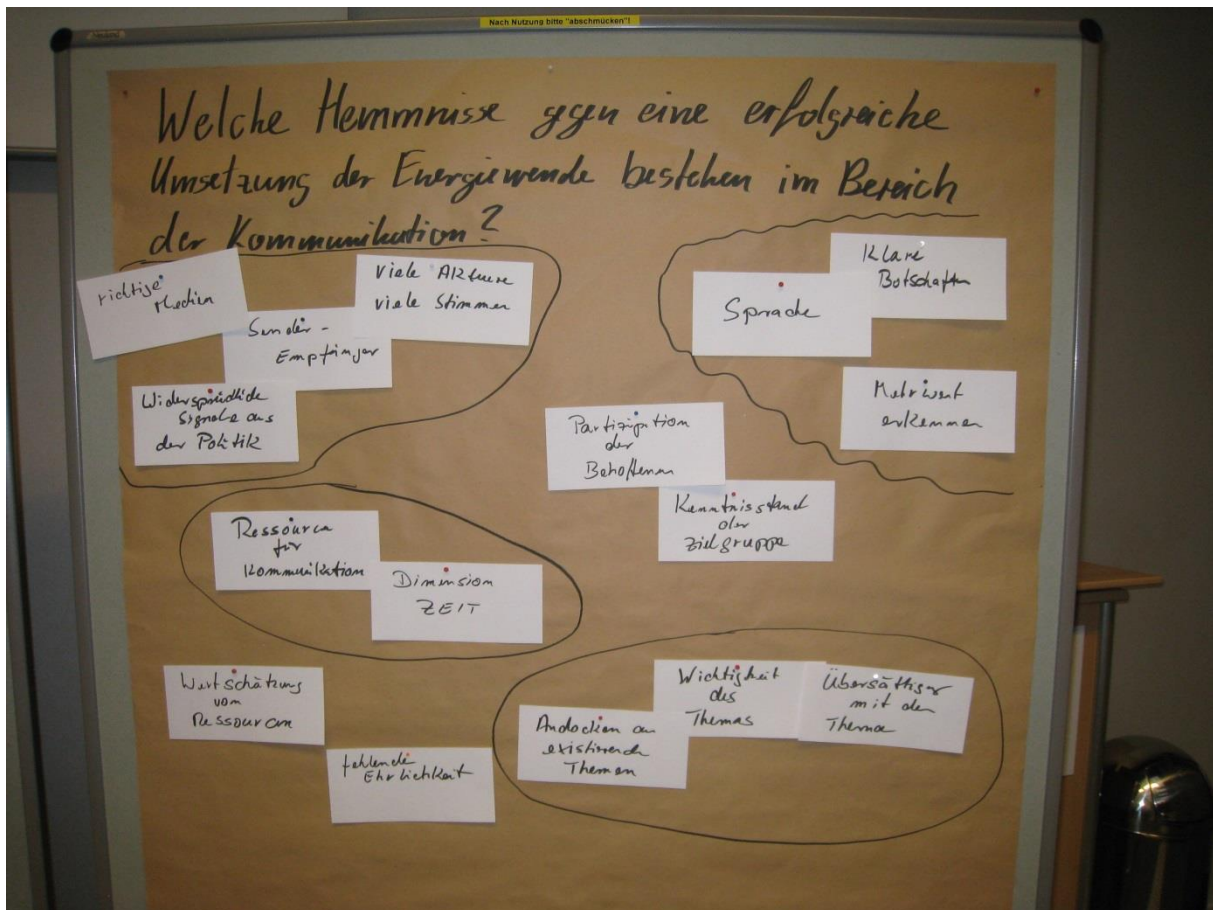 Nach Nutzung bitte "abschmücken"!
Neuland
Welche Hemmnisse gegen eine erfolgreiche
Umsetzung der Energiewende bestehen im Bereich
der Kommunikation?
richtige
Medien
Sender-
Empfänger
viele Akteure
viele Stimmen
Widersprüchliche
Signale aus
der Politik
Sprache
Klare
Botschaften
Mehrwert
erkennen
Partizipation
der
Betroffenen
Kenntnisstand
der
Zielgruppe
Ressourcen
für
Kommunikation
Dimension
ZEIT
Wertschätzung
von
Ressourcen
fehlende
Ehrlichkeit
Andocken an
existierende
Themen
Wichtigkeit
des
Themas
mit dem
Thema